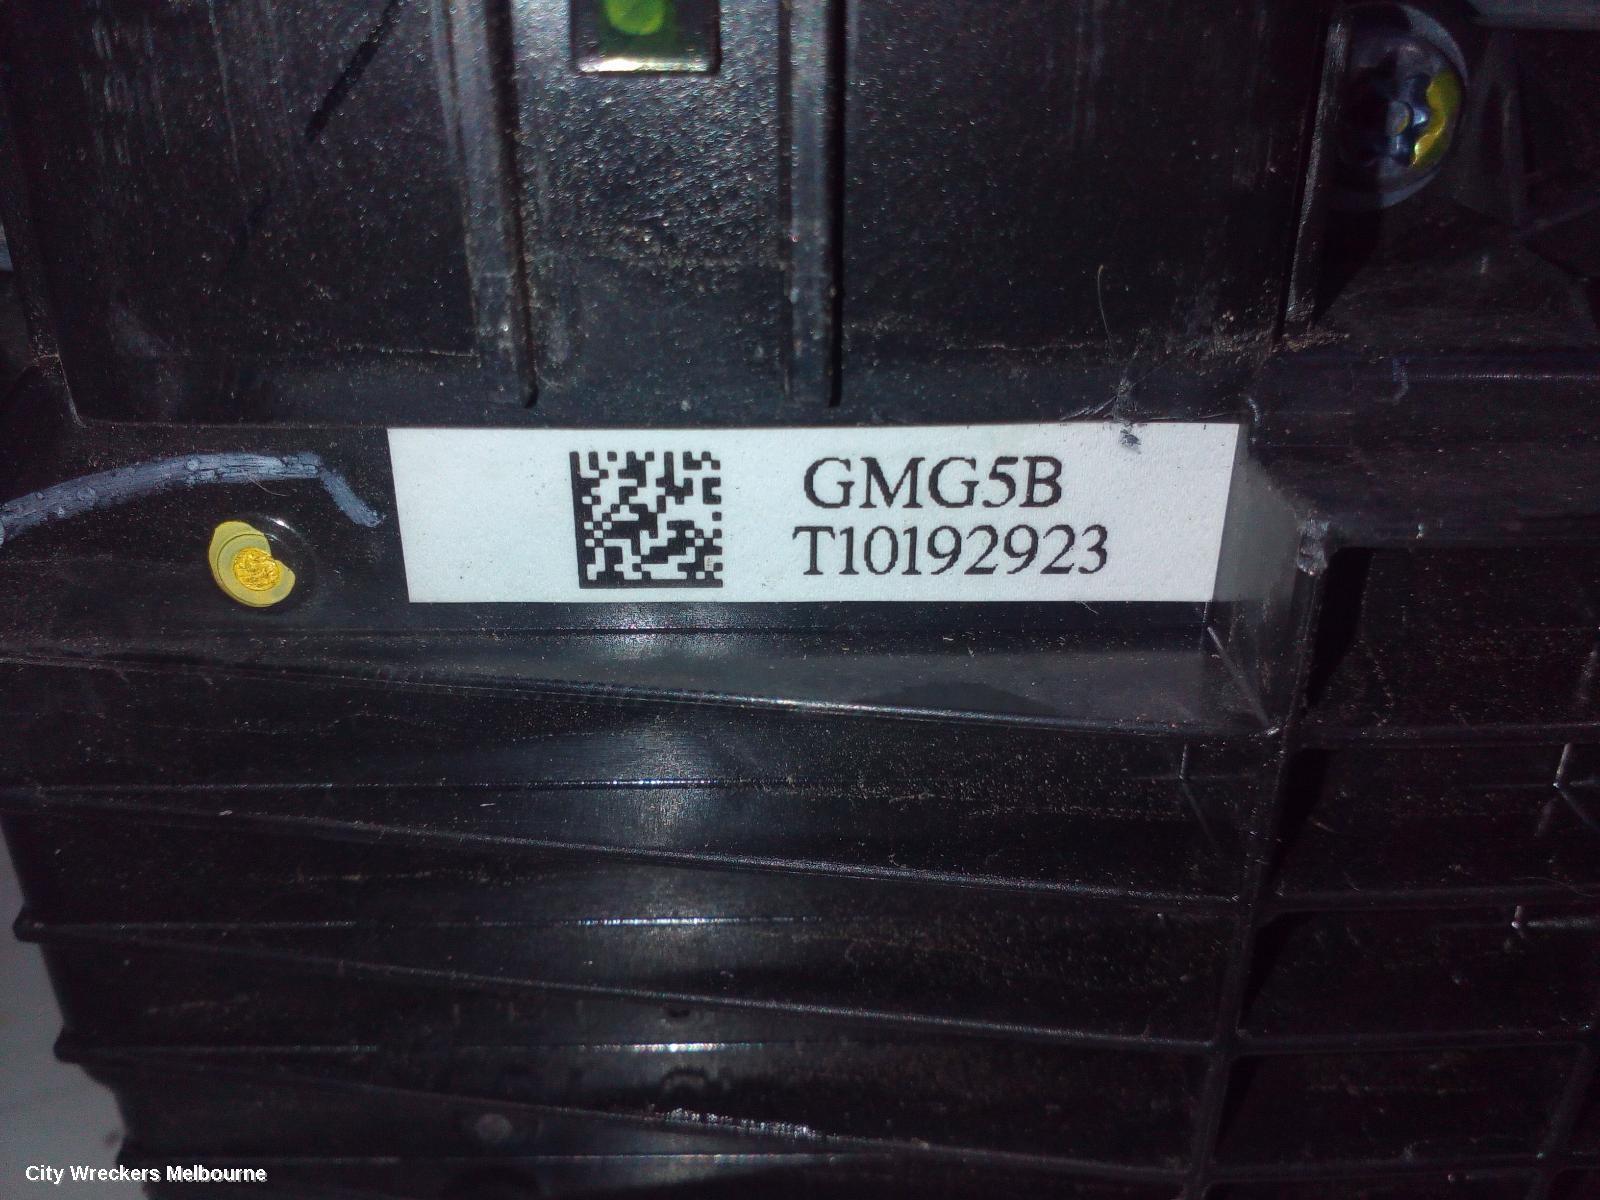 GMG5B
T10192923
City Wreckers Melbourne